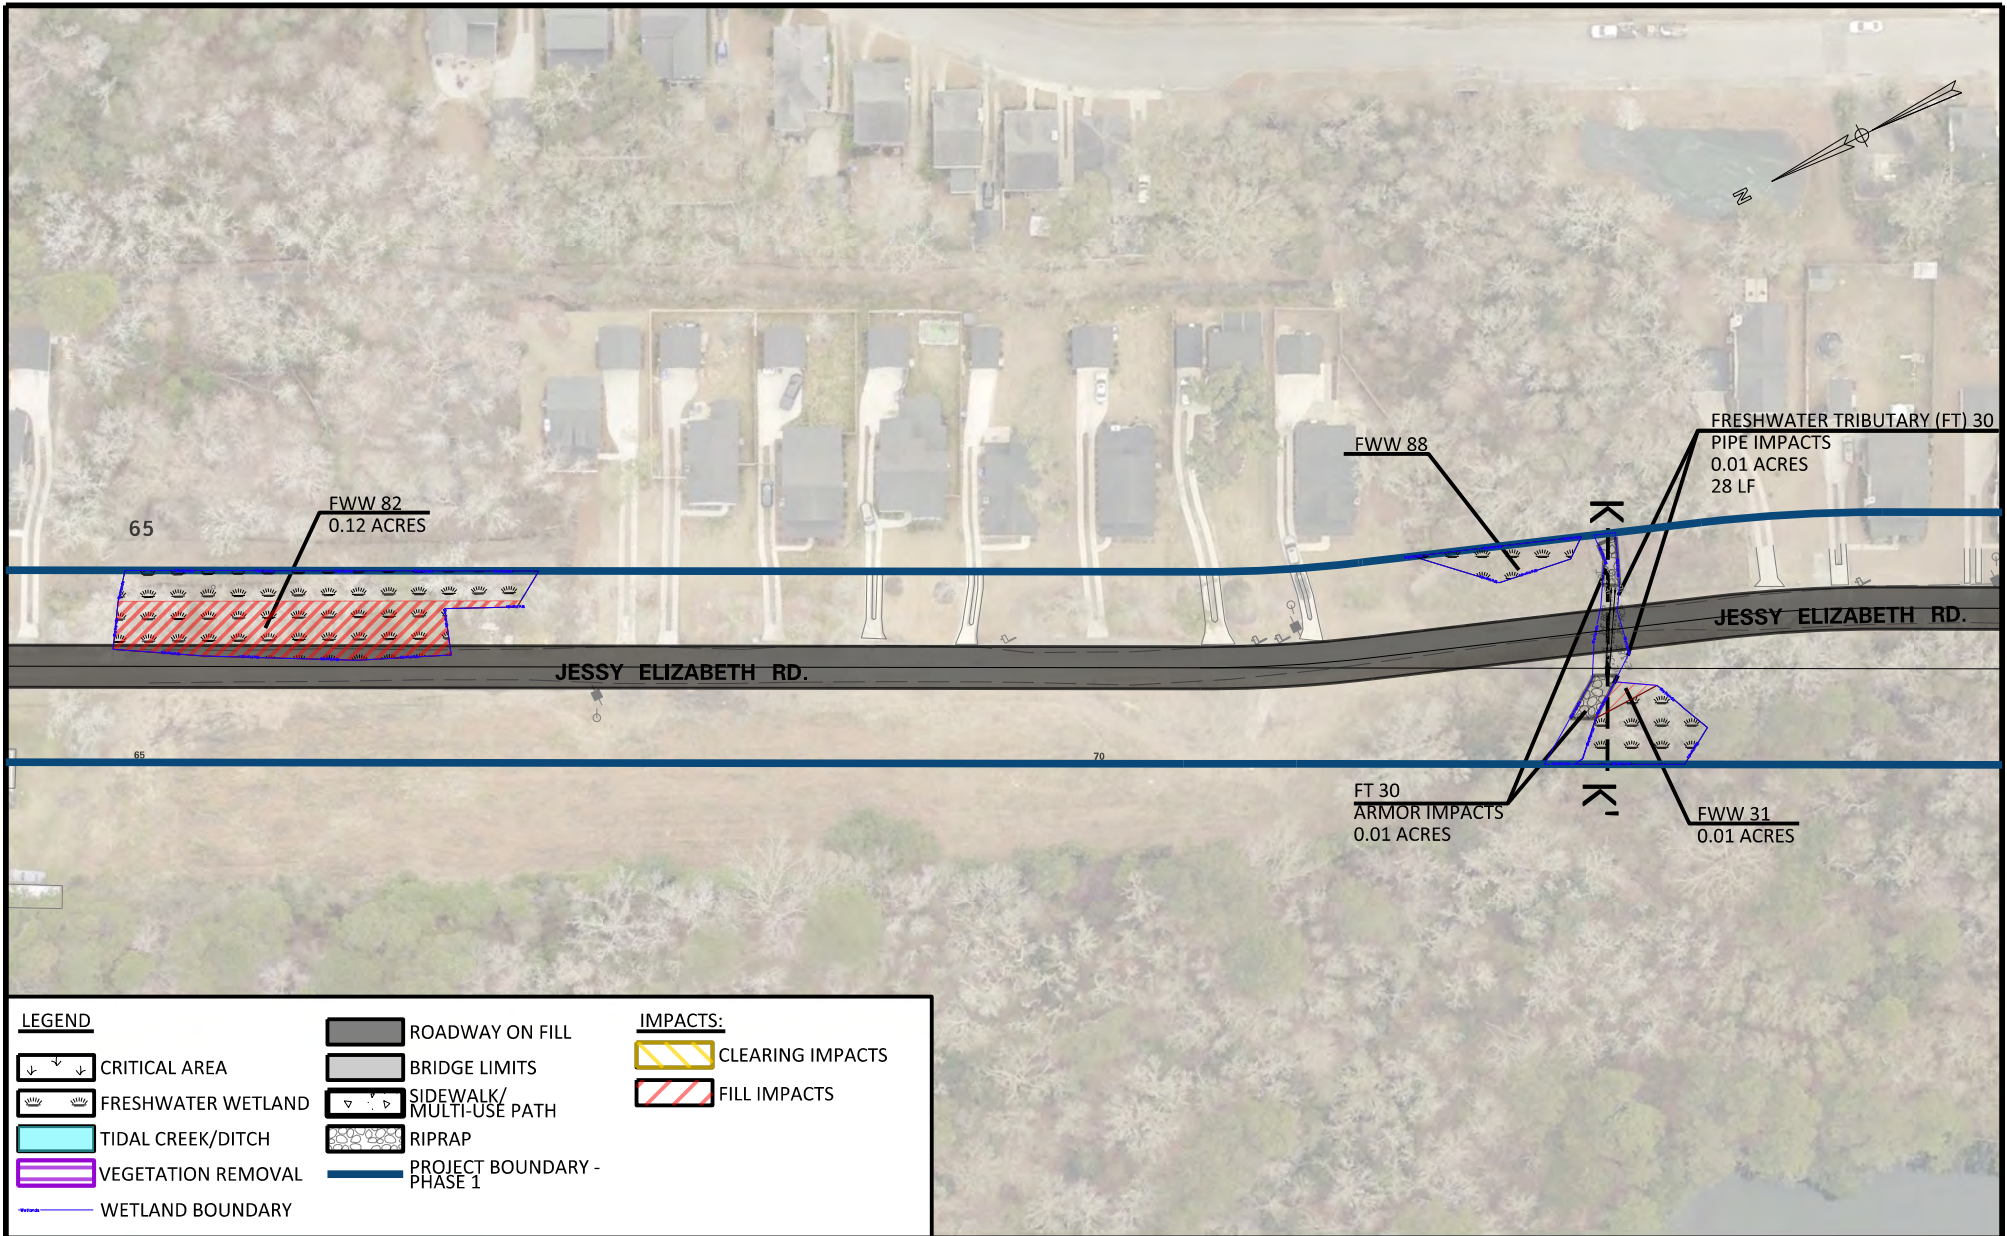 N
FRESHWATER TRIBUTARY (FT) 30
PIPE IMPACTS
0.01 ACRES
28 LF
FWW 88
FWW 82
0.12 ACRES
65
K
JESSY ELIZABETH RD.
JESSY ELIZABETH RD.
65
70
FT 30
ARMOR IMPACTS
0.01 ACRES
K'
FWW 31
0.01 ACRES
LEGEND
CRITICAL AREA
FRESHWATER WETLAND
TIDAL CREEK/DITCH
VEGETATION REMOVAL
WETLAND BOUNDARY
ROADWAY ON FILL
BRIDGE LIMITS
SIDEWALK/
MULTI-USE PATH
RIPRAP
PROJECT BOUNDARY -
PHASE 1
IMPACTS:
CLEARING IMPACTS
FILL IMPACTS